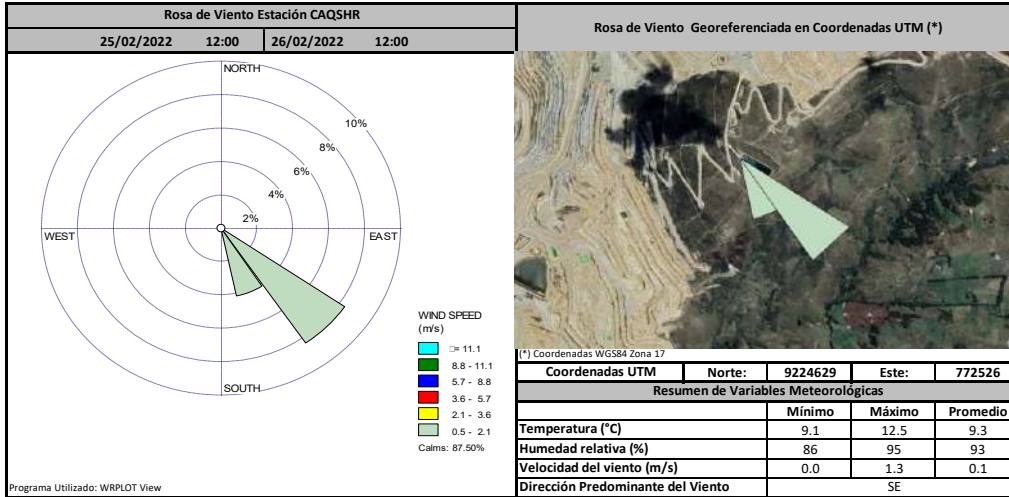 Rosa de Viento Estación CAQSHR
25/02/2022 12:00 26/02/2022 12:00
NORTH
10%
8%
6%
4%
2%
WEST
EAST
SOUTH
WIND SPEED
(m/s)
□= 11.1
8.8 - 11.1
5.7 - 8.8
3.6 - 5.7
2.1 - 3.6
0.5 - 2.1
Calms: 87.50%
Programa Utilizado: WRPLOT View
Rosa de Viento Georeferenciada en Coordenadas UTM (*)
(*) Coordenadas WGS84 Zona 17
Coordenadas UTM Norte: 9224629 Este: 772526
Resumen de Variables Meteorológicas
Mínimo Máximo Promedio
Temperatura (°C) 9.1 12.5 9.3
Humedad relativa (%) 86 95 93
Velocidad del viento (m/s) 0.0 1.3 0.1
Dirección Predominante del Viento SE